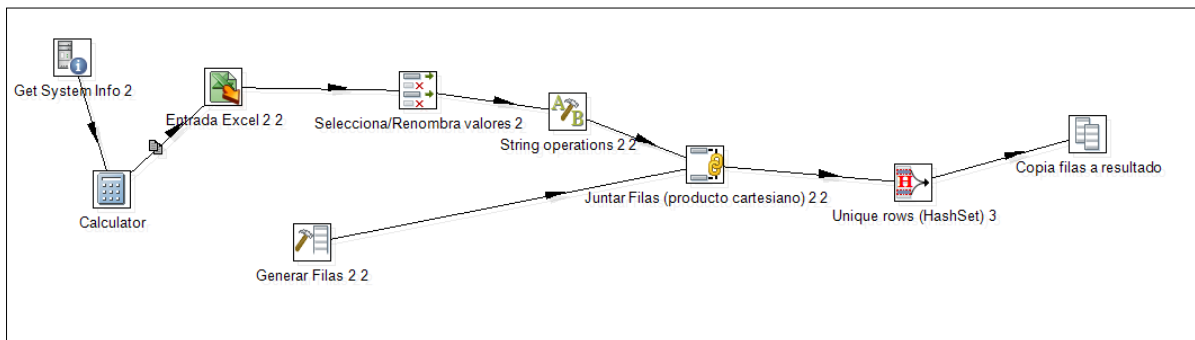 Get System Info 2
Entrada Excel 2 2
Selecciona/Renombra valores 2
String operations 2 2
Calculator
Juntar Filas (producto cartesiano) 2 2
Copia filas a resultado
Unique rows (HashSet) 3
Generar Filas 2 2